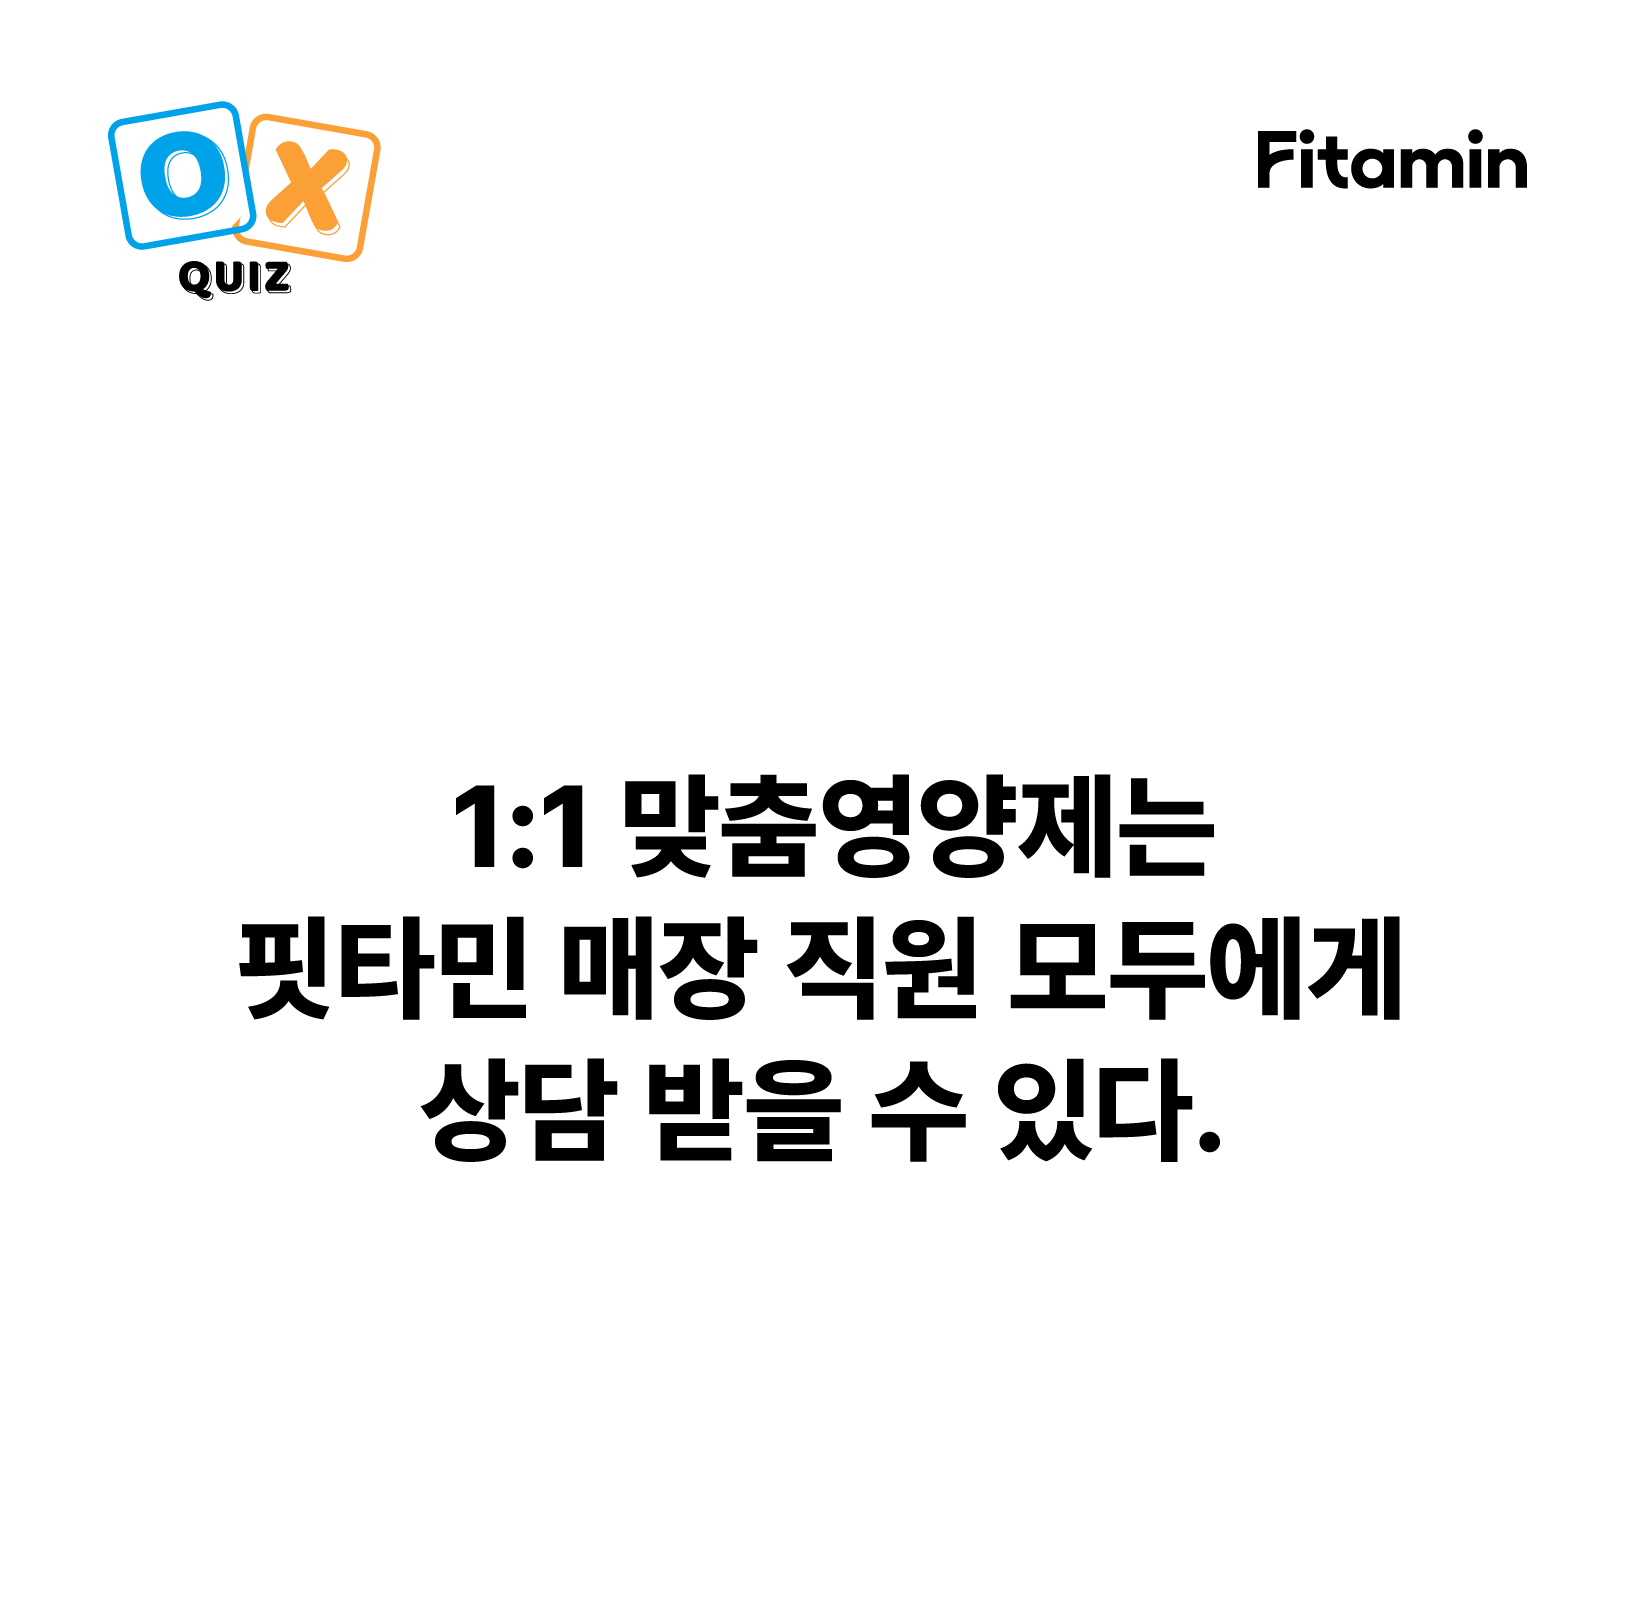 O X
QUIZ
Fitamin
1:1 맞춤영양제는
핏타민 매장 직원 모두에게
상담 받을 수 있다.